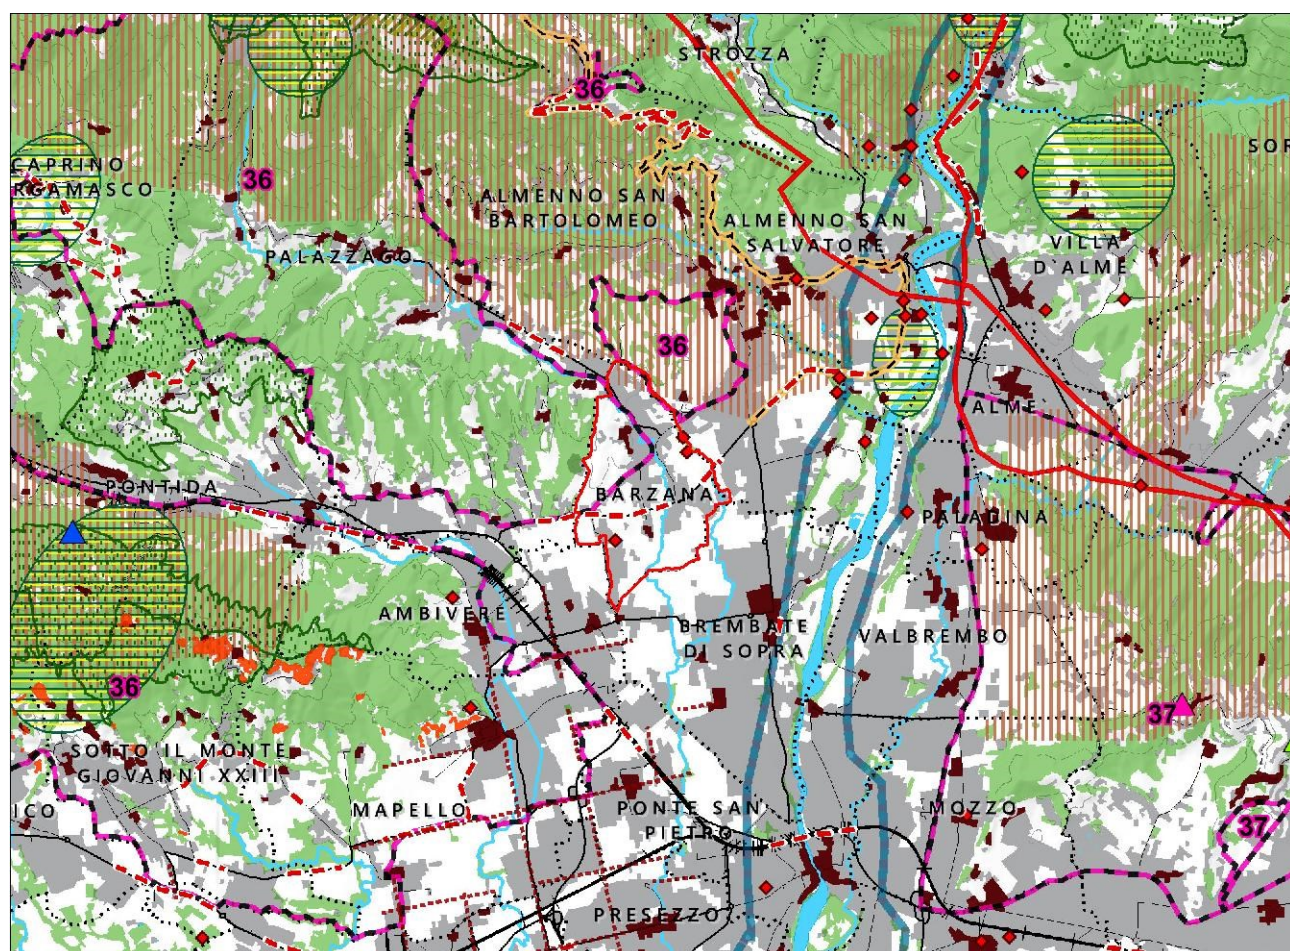 STROZZA
36
CAPRINO
RGAMASCO
36
SOR
ALMENNO SAN
BARTOLOMEO
ALMENNO SAN
SALVATORE
VILLA
D'ALME
PALAZZAGO
36
ALME
PONTIDA
BARZANA
PALADINA
AMBIVERE
BREMBATE
DI SOPRA
VALBREMBO
36
37
SOTTO IL MONTE
GIOVANNI XXIII
ICO
MAPELLO
PONTE SAN
PIETRO
MOZZO
37
PRESEZZO